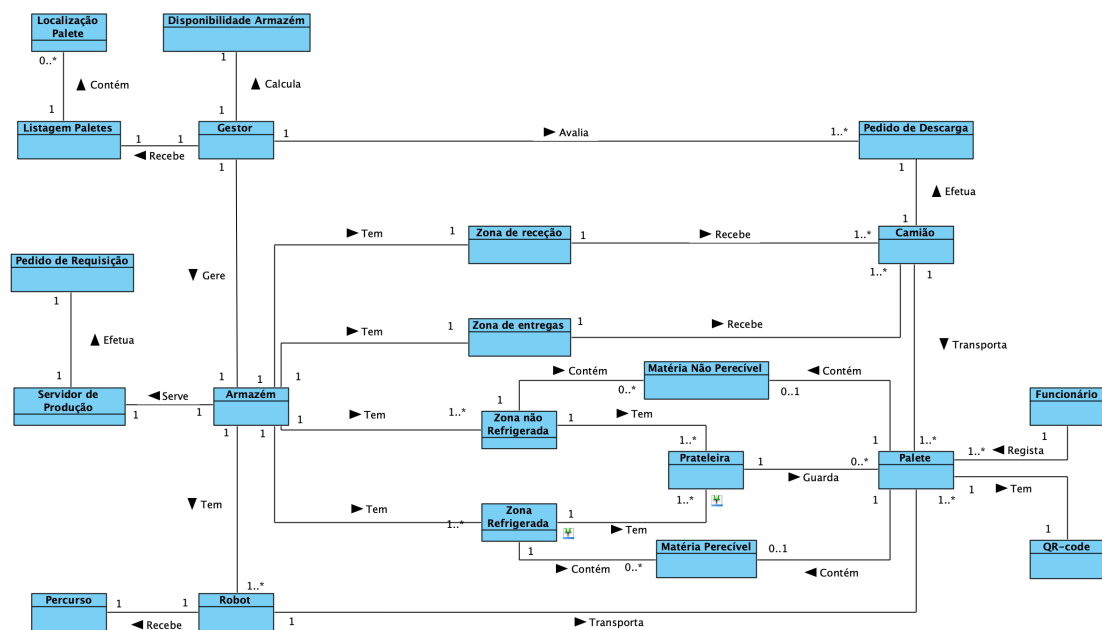 Localização
Palete
Disponibilidade Armazém
0..*
1
▲ Contém
▲ Calcula
1
1
Listagem Paletes
Gestor
1
▶ Avalia
1..*
Pedido de Descarga
1
1
◀ Recebe
1
1
▲ Efetua
1
▶ Tem
1
Zona de receção
1
▶ Recebe
1..*
Camião
Pedido de Requisição
1..*
1
▼ Gere
1
▶ Tem
1
Zona de entregas
1
▶ Recebe
▲ Efetua
▼ Transporta
▶ Contém
Matéria Não Perecível
◀ Contém
1
1
1
1
0..*
0..1
Servidor de
Produção
◀ Serve
Armazém
1
Funcionário
1
1
1
▶ Tem
1..*
Zona não
Refrigerada
1
▶ Tem
1
1
1..*
1
1..*
1..*
◀ Regista
Prateleira
1
0..*
Palete
▶ Guarda
1
▶ Tem
▼ Tem
1..*
1
1..*
▶ Tem
1..*
Zona
Refrigerada
1
▶ Tem
1
1
Matéria Perecível
0..1
QR-code
▶ Contém
0..*
◀ Contém
1..*
Percurso
1
1
Robot
◀ Recebe
1
▶ Transporta